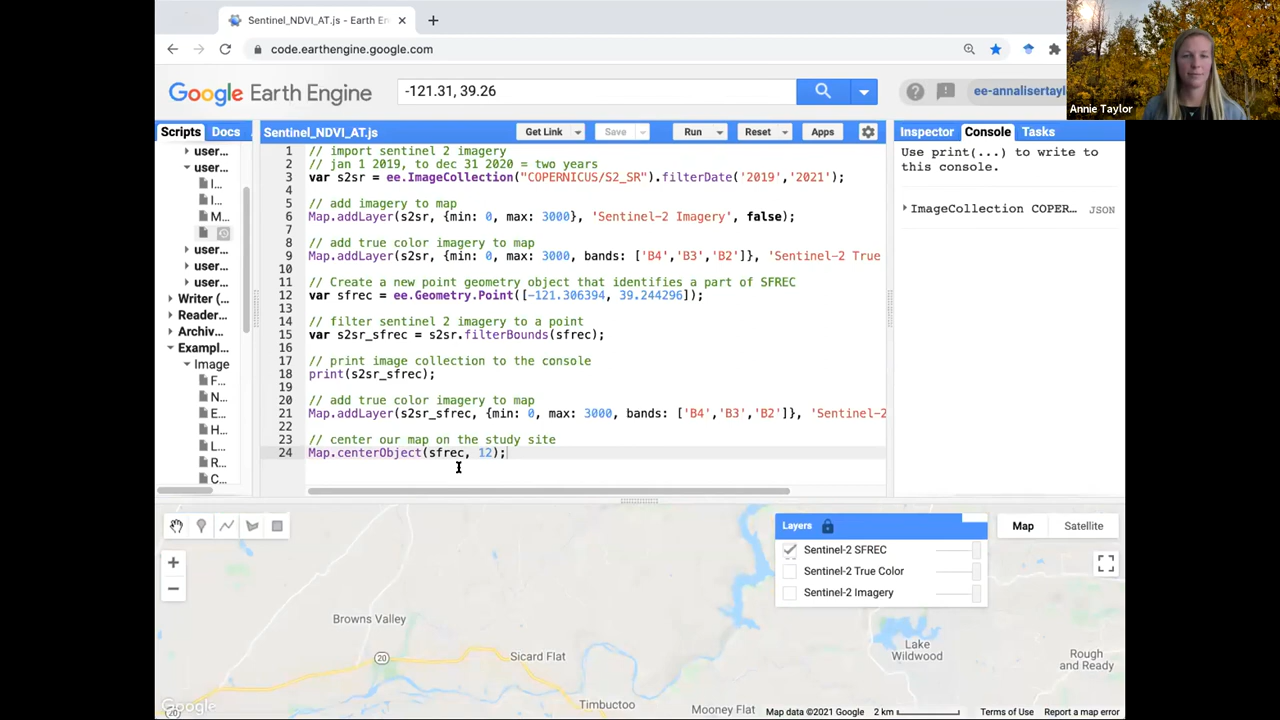 Sentinel_NDVI_AT.js - Earth En
code.earthengine.google.com
Annie Taylor
Google Earth Engine
-121.31, 39.26
ee-annalisertayl
Scripts Docs
Sentinel_NDVI_AT.js
Get Link Save Run Reset Apps
Inspector Console Tasks
user...
user...
I...
I...
M...
user...
user...
user...
Writer (...
Reader...
Archiv...
Exampl...
Image
F...
N...
E...
H...
L...
R...
C...
1 // import sentinel 2 imagery
2 // jan 1 2019, to dec 31 2020 = two years
3 var s2sr = ee.ImageCollection("COPERNICUS/S2_SR").filterDate('2019','2021');
4
5 // add imagery to map
6 Map.addLayer(s2sr, {min: 0, max: 3000}, 'Sentinel-2 Imagery', false);
7
8 // add true color imagery to map
9 Map.addLayer(s2sr, {min: 0, max: 3000, bands: ['B4','B3','B2']}, 'Sentinel-2 True
10
11 // Create a new point geometry object that identifies a part of SFREC
12 var sfrec = ee.Geometry.Point([-121.306394, 39.244296]);
13
14 // filter sentinel 2 imagery to a point
15 var s2sr_sfrec = s2sr.filterBounds(sfrec);
16
17 // print image collection to the console
18 print(s2sr_sfrec);
19
20 // add true color imagery to map
21 Map.addLayer(s2sr_sfrec, {min: 0, max: 3000, bands: ['B4','B3','B2']}, 'Sentinel-2
22
23 // center our map on the study site
24 Map.centerObject(sfrec, 12);
Use print(...) to write to
this console.
ImageCollection COPER... JSON
Layers
Sentinel-2 SFREC
Sentinel-2 True Color
Sentinel-2 Imagery
Map Satellite
Browns Valley
20
Sicard Flat
Timbuctoo
Mooney Flat
Lake
Wildwood
Rough
and Ready
Google
20
Map data ©2021 Google 2 km Terms of Use Report a map error